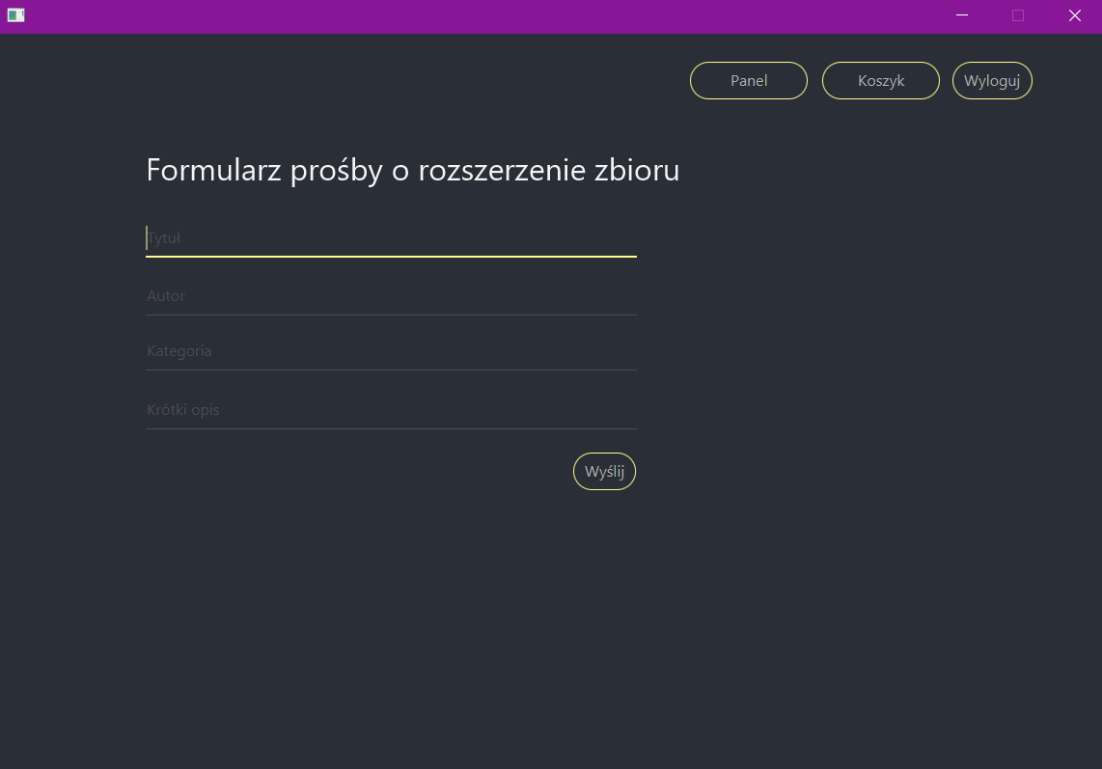 Panel Koszyk Wyloguj
Formularz prośby o rozszerzenie zbioru
Tytuł
Autor
Kategoria
Krótki opis
Wyślij